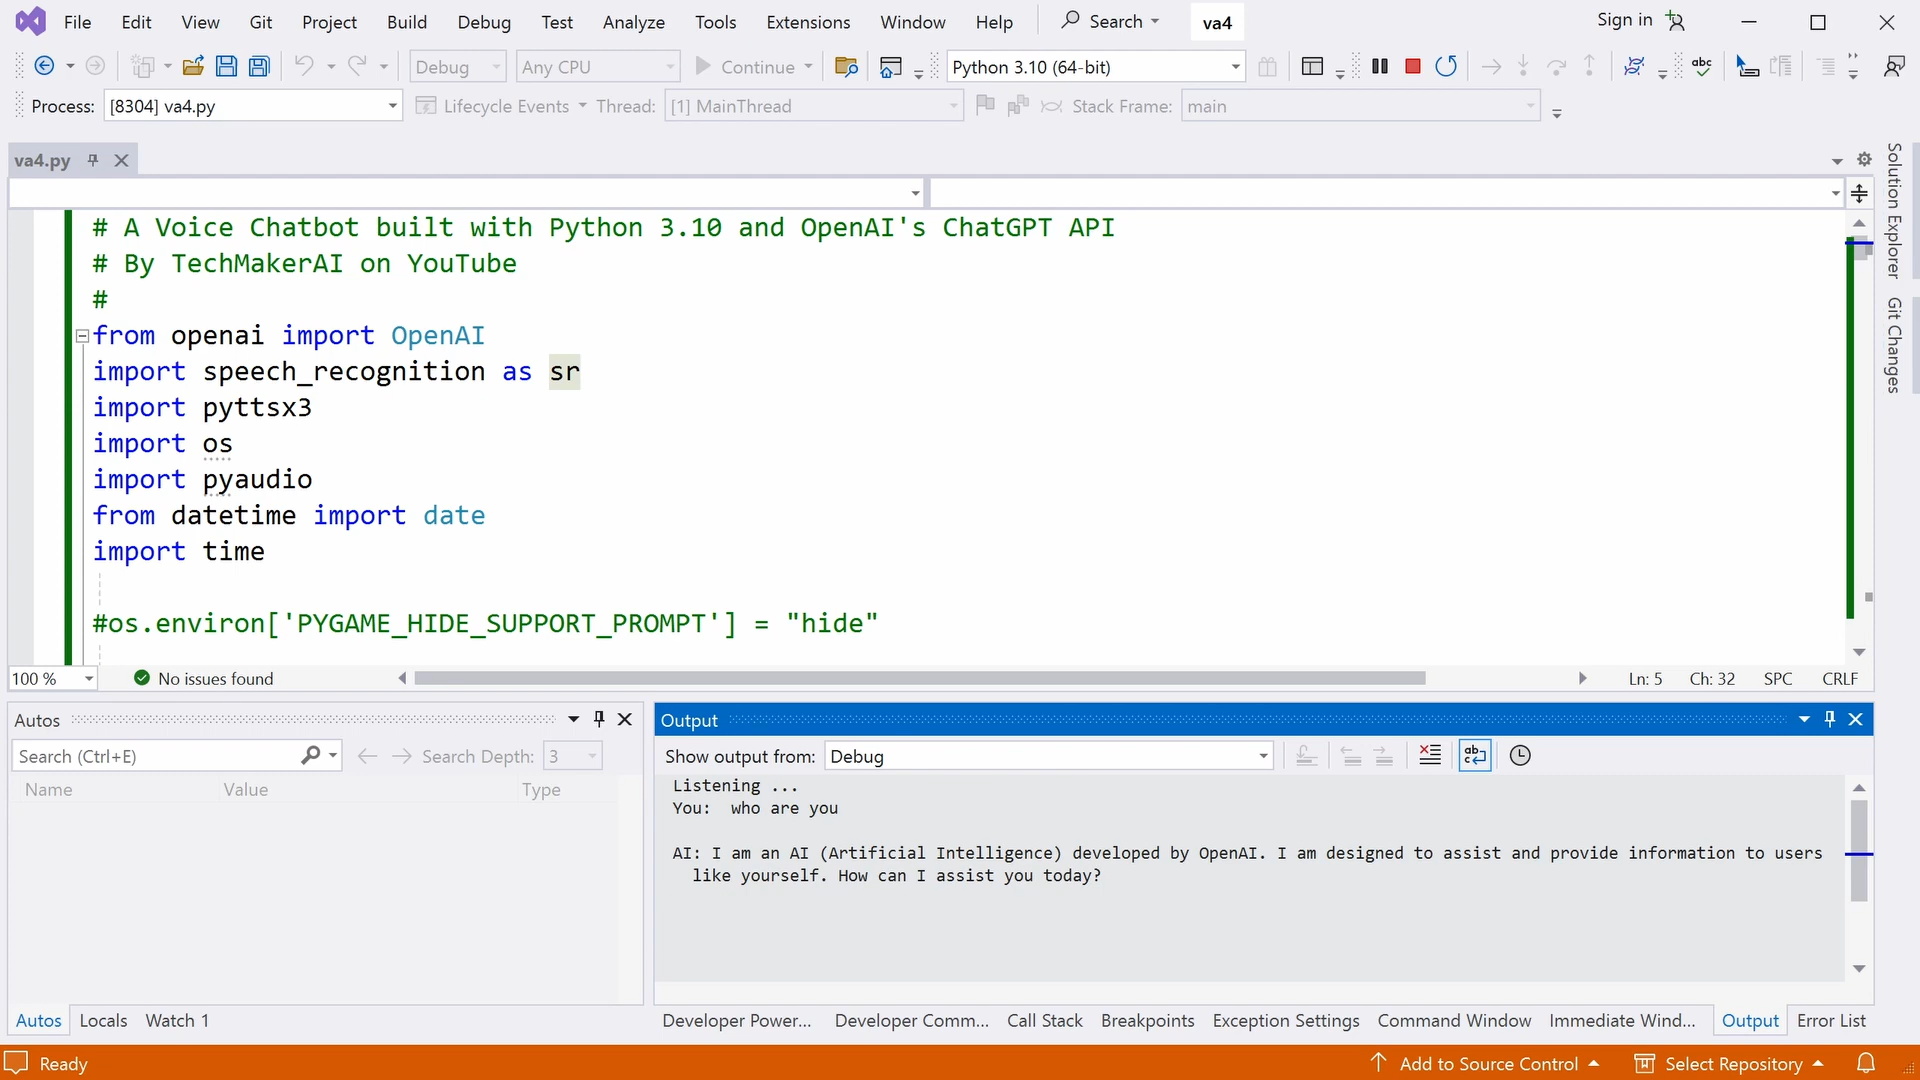 File Edit View Git Project Build Debug Test Analyze Tools Extensions Window Help Search va4 Sign in
Debug Any CPU Continue Python 3.10 (64-bit) abc
Process: [8304] va4.py Lifecycle Events Thread: [1] MainThread Stack Frame: main
va4.py
# A Voice Chatbot built with Python 3.10 and OpenAI's ChatGPT API
# By TechMakerAI on YouTube
#
from openai import OpenAI
import speech_recognition as sr
import pyttsx3
import os
import pyaudio
from datetime import date
import time
#os.environ['PYGAME_HIDE_SUPPORT_PROMPT'] = "hide"
Solution Explorer
Git Changes
100 % No issues found Ln: 5 Ch: 32 SPC CRLF
Autos
Search (Ctrl+E) Search Depth: 3
Name Value Type
Autos Locals Watch 1
Output
Show output from: Debug
Listening ...
You: who are you
AI: I am an AI (Artificial Intelligence) developed by OpenAI. I am designed to assist and provide information to users
like yourself. How can I assist you today?
Developer Power... Developer Comm... Call Stack Breakpoints Exception Settings Command Window Immediate Wind... Output Error List
Ready Add to Source Control Select Repository